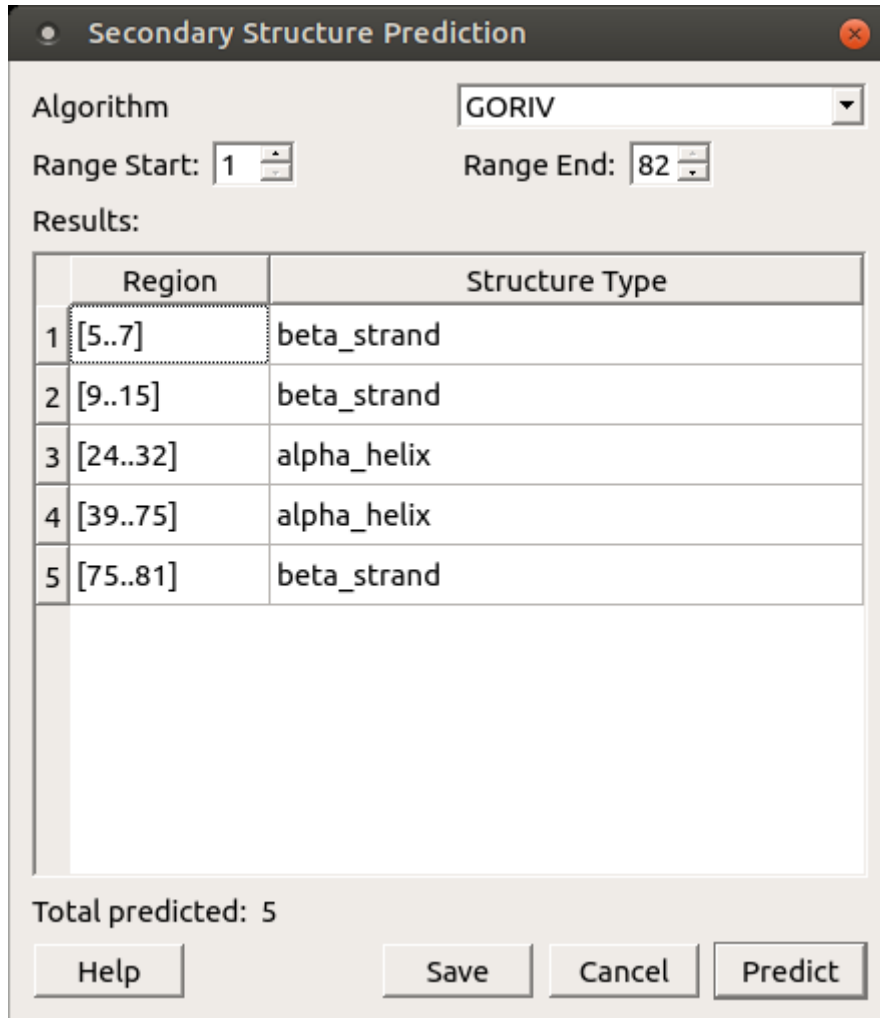 Secondary Structure Prediction
Algorithm GORIV
Range Start: 1 Range End: 82
Results:
Region Structure Type
1 [5..7] beta_strand
2 [9..15] beta_strand
3 [24..32] alpha_helix
4 [39..75] alpha_helix
5 [75..81] beta_strand
Total predicted: 5
Help Save Cancel Predict